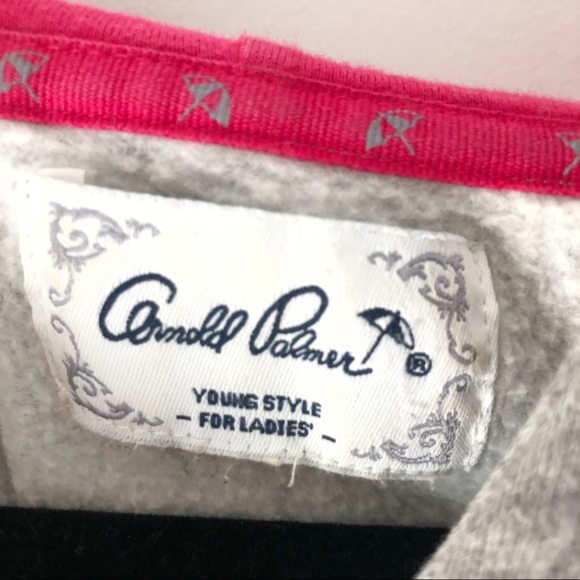 Arnold Palmer ®
YOUNG STYLE
- FOR LADIES' -